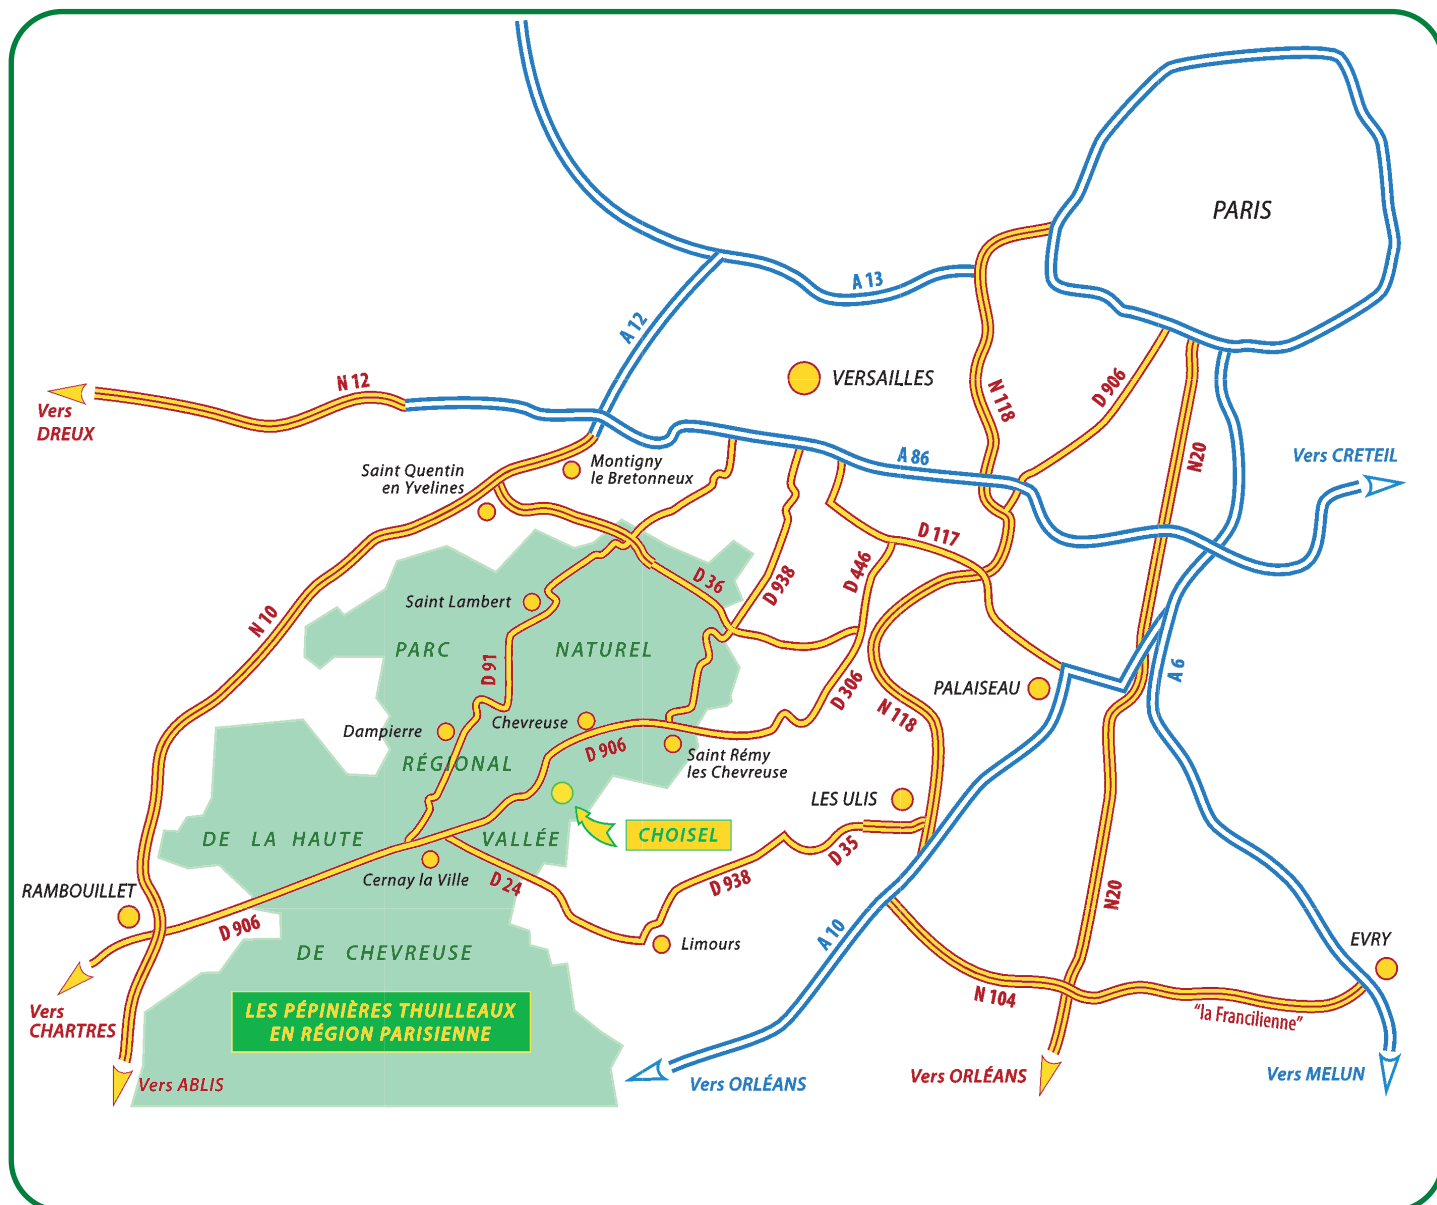 PARIS
A 13
A 12
VERSAILLES
N 12
Vers
DREUX
N 118
D 906
N20
A 86
Vers CRETEIL
Saint Quentin
en Yvelines
Montigny
le Bretonneux
D 117
D 446
D 938
D 36
N 10
Saint Lambert
PARC NATUREL
D 91
A 6
PALAISEAU
D 306
N 118
Dampierre
Chevreuse
D 906
Saint Rémy
les Chevreuse
RÉGIONAL
LES ULIS
CHOISEL
DE LA HAUTE VALLÉE
D 35
Cernay la Ville
D 24
D 938
RAMBOUILLET
D 906
N20
A 10
Limours
EVRY
DE CHEVREUSE
N 104
"la Francilienne"
Vers
CHARTRES
LES PÉPINIÈRES THUILLEAUX
EN RÉGION PARISIENNE
Vers ABLIS
Vers ORLÉANS
Vers ORLÉANS
Vers MELUN